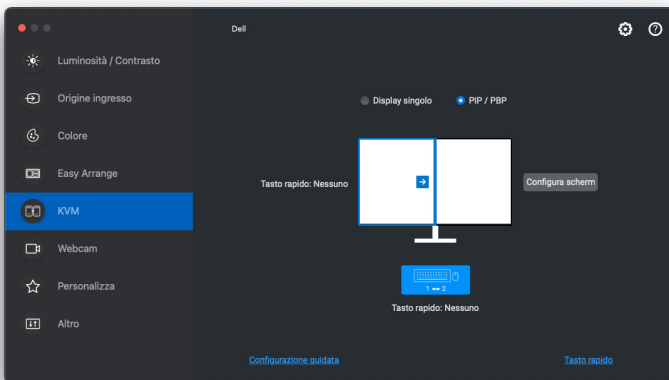 Dell
Luminosità / Contrasto
Origine ingresso
Colore
Easy Arrange
KVM
Webcam
Personalizza
Altro
Display singolo
PIP / PBP
Tasto rapido: Nessuno
Configura scherm
1 ↔ 2
Tasto rapido: Nessuno
Configurazione guidata
Tasto rapido